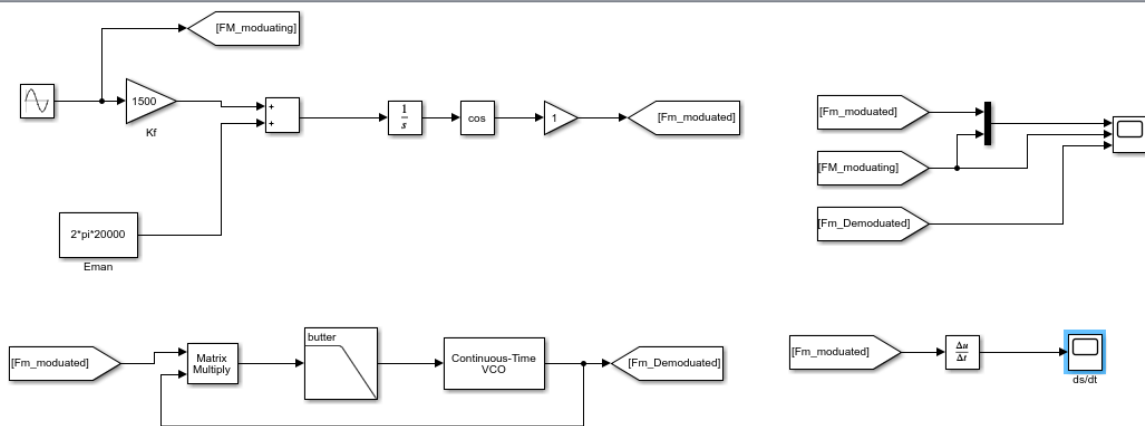 [FM_moduating]
1500
Kf
+
+
1
s
cos
1
[Fm_moduated]
2*pi*20000
Eman
[Fm_moduated]
[FM_moduating]
[Fm_Demoduated]
[Fm_moduated]
Matrix
Multiply
butter
Continuous-Time
VCO
[Fm_Demoduated]
[Fm_moduated]
Δu
Δt
ds/dt